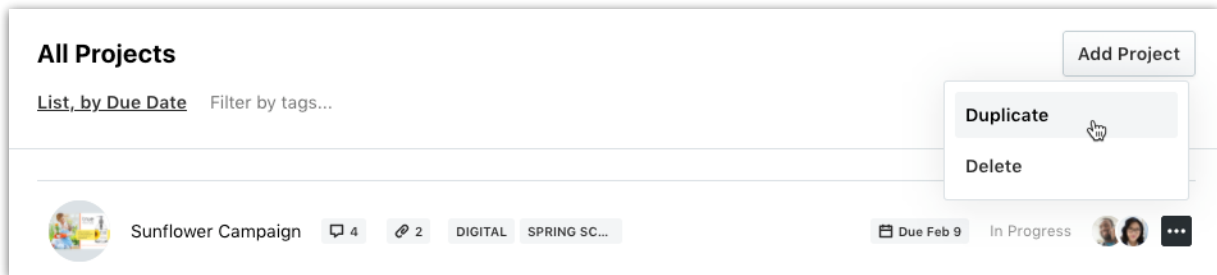 All Projects
Add Project
List, by Due Date Filter by tags...
Duplicate
Delete
Sunflower Campaign 4 2 DIGITAL SPRING SC... Due Feb 9 In Progress